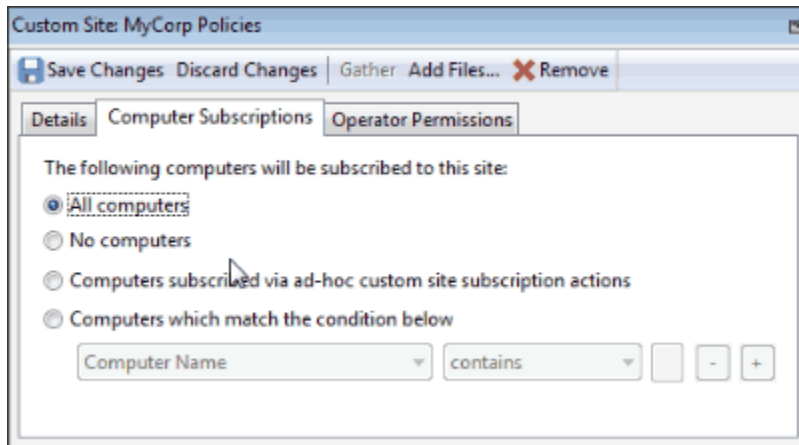 Custom Site: MyCorp Policies
Save Changes Discard Changes Gather Add Files... Remove
Details Computer Subscriptions Operator Permissions
The following computers will be subscribed to this site:
All computers
No computers
Computers subscribed via ad-hoc custom site subscription actions
Computers which match the condition below
Computer Name contains - +